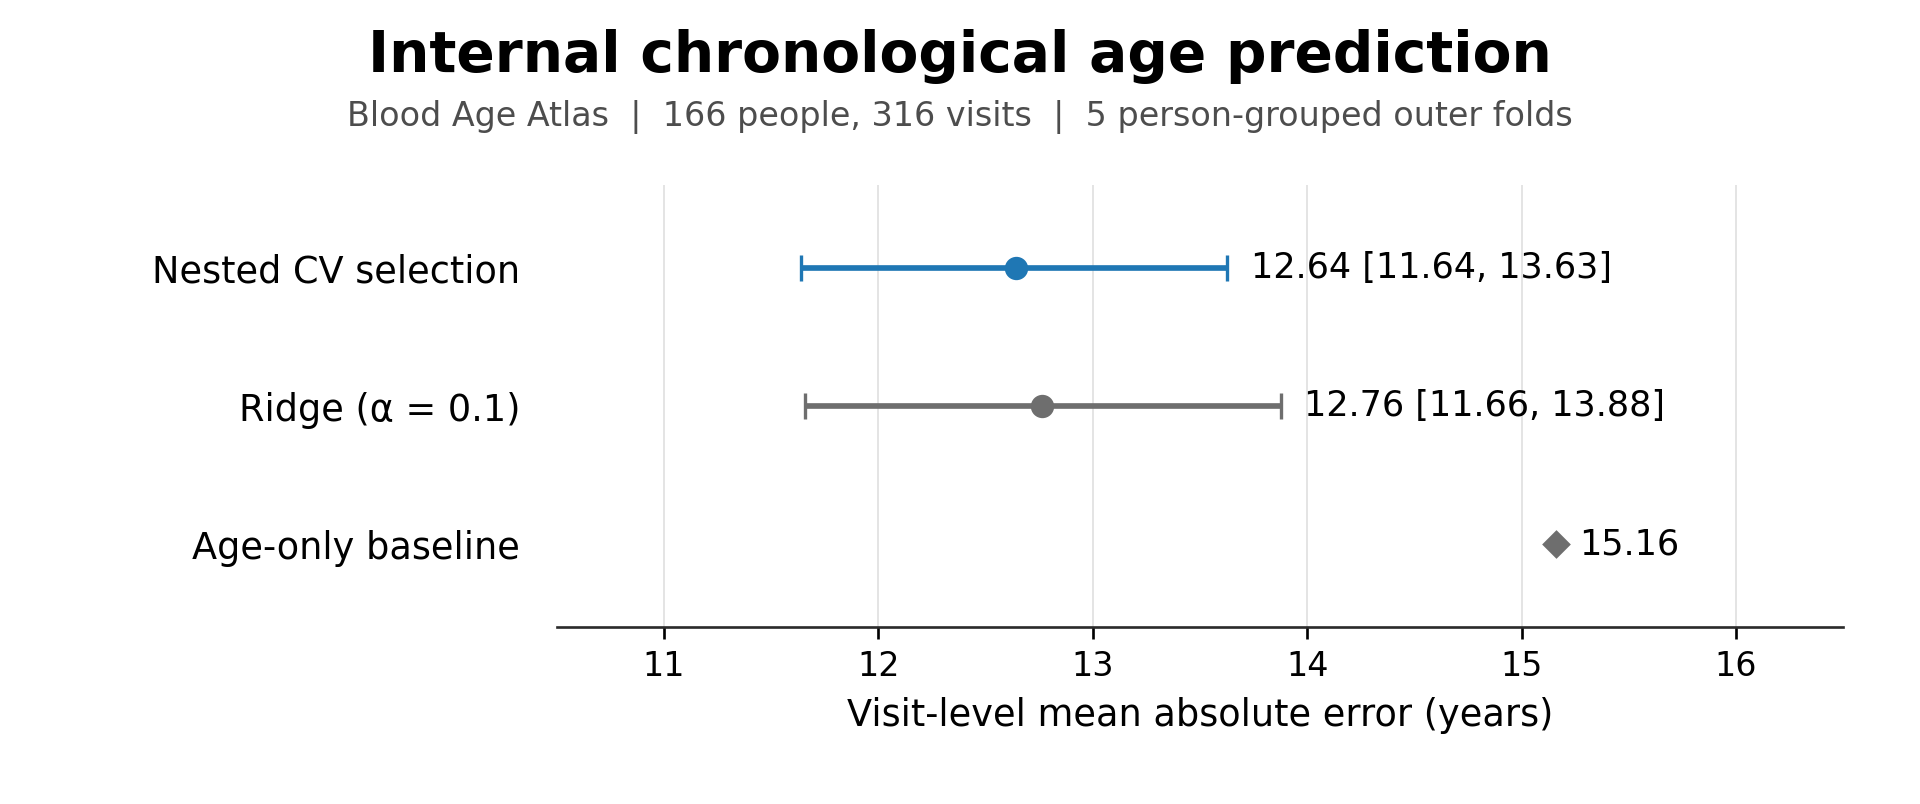 Internal chronological age prediction
Blood Age Atlas | 166 people, 316 visits | 5 person-grouped outer folds
Nested CV selection
12.64 [11.64, 13.63]
Ridge (α = 0.1)
12.76 [11.66, 13.88]
Age-only baseline
15.16
11 12 13 14 15 16
Visit-level mean absolute error (years)